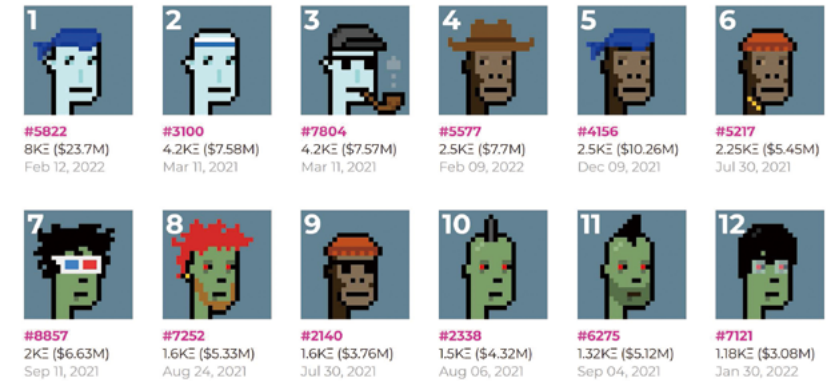 1 2 3 4 5 6
#5822 #3100 #7804 #5577 #4156 #5217
8KΞ ($23.7M) 4.2KΞ ($7.58M) 4.2KΞ ($7.57M) 2.5KΞ ($7.7M) 2.5KΞ ($10.26M) 2.25KΞ ($5.45M)
Feb 12, 2022 Mar 11, 2021 Mar 11, 2021 Feb 09, 2022 Dec 09, 2021 Jul 30, 2021
7 8 9 10 11 12
#8857 #7252 #2140 #2338 #6275 #7121
2KΞ ($6.63M) 1.6KΞ ($5.33M) 1.6KΞ ($3.76M) 1.5KΞ ($4.32M) 1.32KΞ ($5.12M) 1.18KΞ ($3.08M)
Sep 11, 2021 Aug 24, 2021 Jul 30, 2021 Aug 06, 2021 Sep 04, 2021 Jan 30, 2022